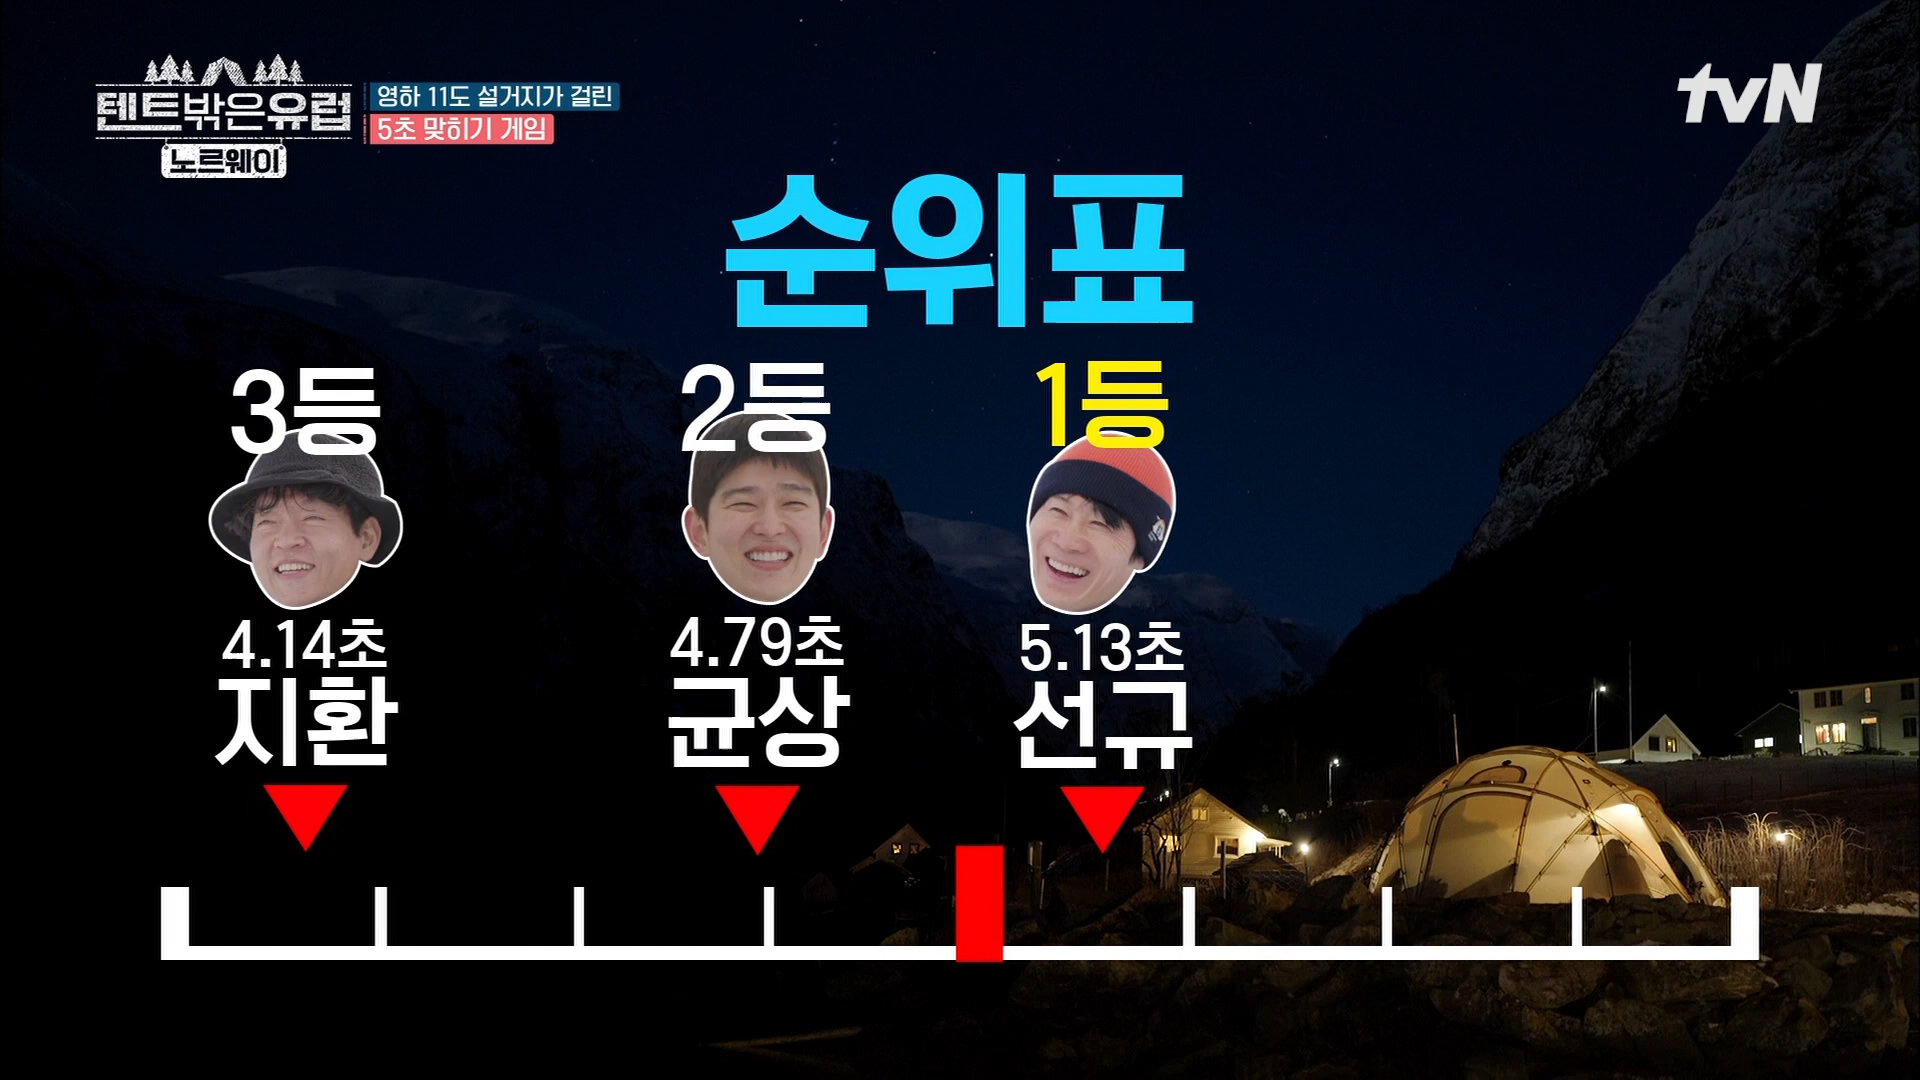 텐트밖은유럽
노르웨이
영하 11도 설거지가 걸린
5초 맞히기 게임
tvN
순위표
3등
2등
1등
4.14초
지환
4.79초
균상
5.13초
선규